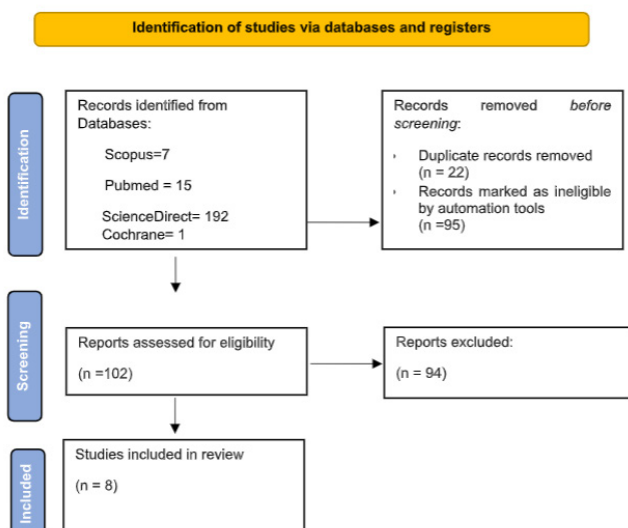 Identification of studies via databases and registers
Identification
Records identified from
Databases:
Scopus=7
Pubmed = 15
ScienceDirect= 192
Cochrane= 1
Records removed before
screening:
Duplicate records removed
(n = 22)
Records marked as ineligible
by automation tools
(n =95)
Screening
Reports assessed for eligibility
(n =102)
Reports excluded:
(n = 94)
Included
Studies included in review
(n = 8)